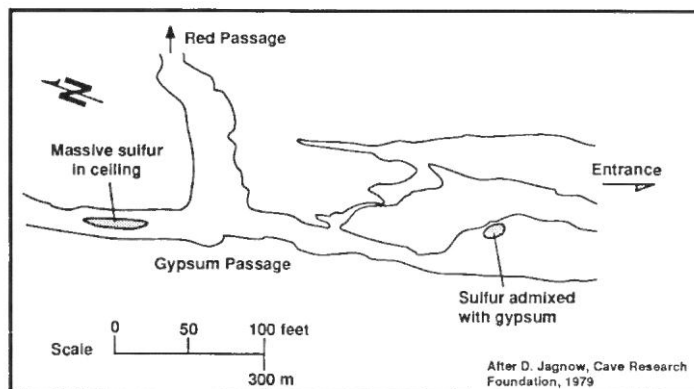 Red Passage
N
Massive sulfur
in ceiling
Entrance
Gypsum Passage
Sulfur admixed
with gypsum
0 50 100 feet
Scale
300 m
After D. Jagnow, Cave Research
Foundation, 1979